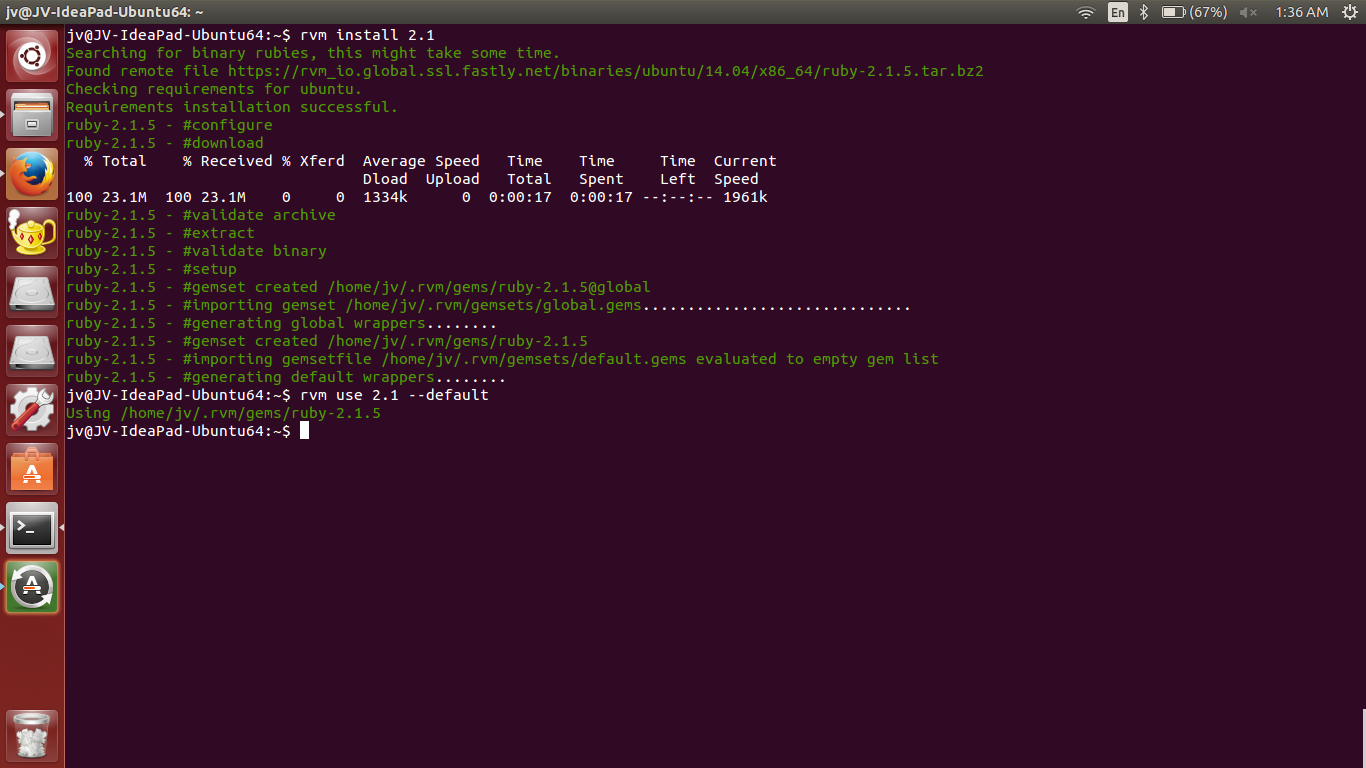 jv@JV-IdeaPad-Ubuntu64: ~
En (67%) 1:36 AM
jv@JV-IdeaPad-Ubuntu64:~$ rvm install 2.1
Searching for binary rubies, this might take some time.
Found remote file https://rvm_io.global.ssl.fastly.net/binaries/ubuntu/14.04/x86_64/ruby-2.1.5.tar.bz2
Checking requirements for ubuntu.
Requirements installation successful.
ruby-2.1.5 - #configure
ruby-2.1.5 - #download
  % Total    % Received % Xferd  Average Speed   Time    Time     Time  Current
                                 Dload  Upload   Total   Spent    Left  Speed
100 23.1M  100 23.1M    0     0  1334k      0  0:00:17  0:00:17 --:--:-- 1961k
ruby-2.1.5 - #validate archive
ruby-2.1.5 - #extract
ruby-2.1.5 - #validate binary
ruby-2.1.5 - #setup
ruby-2.1.5 - #gemset created /home/jv/.rvm/gems/ruby-2.1.5@global
ruby-2.1.5 - #importing gemset /home/jv/.rvm/gemsets/global.gems..............................
ruby-2.1.5 - #generating global wrappers........
ruby-2.1.5 - #gemset created /home/jv/.rvm/gems/ruby-2.1.5
ruby-2.1.5 - #importing gemsetfile /home/jv/.rvm/gemsets/default.gems evaluated to empty gem list
ruby-2.1.5 - #generating default wrappers........
jv@JV-IdeaPad-Ubuntu64:~$ rvm use 2.1 --default
Using /home/jv/.rvm/gems/ruby-2.1.5
jv@JV-IdeaPad-Ubuntu64:~$